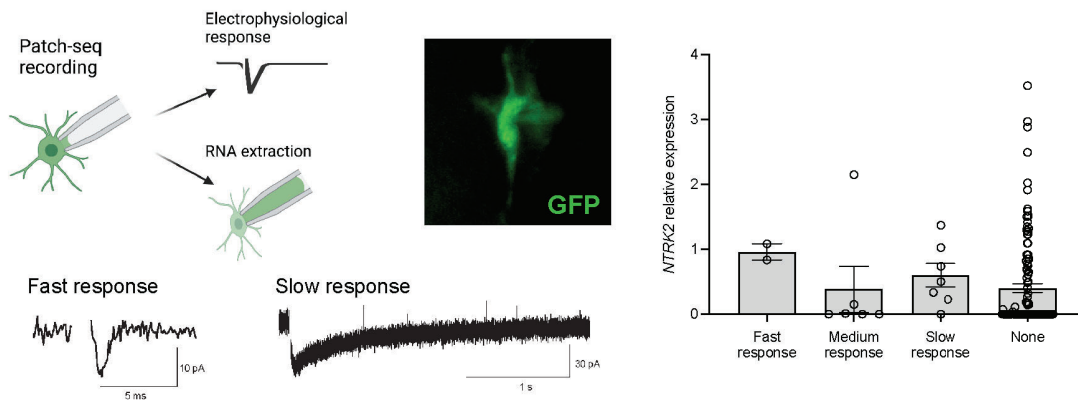 Patch-seq
recording
Electrophysiological
response
RNA extraction
GFP
Fast response
10 pA
5 ms
Slow response
30 pA
1 s
NTRK2 relative expression
4
3
2
1
0
Fast
response
Medium
response
Slow
response
None